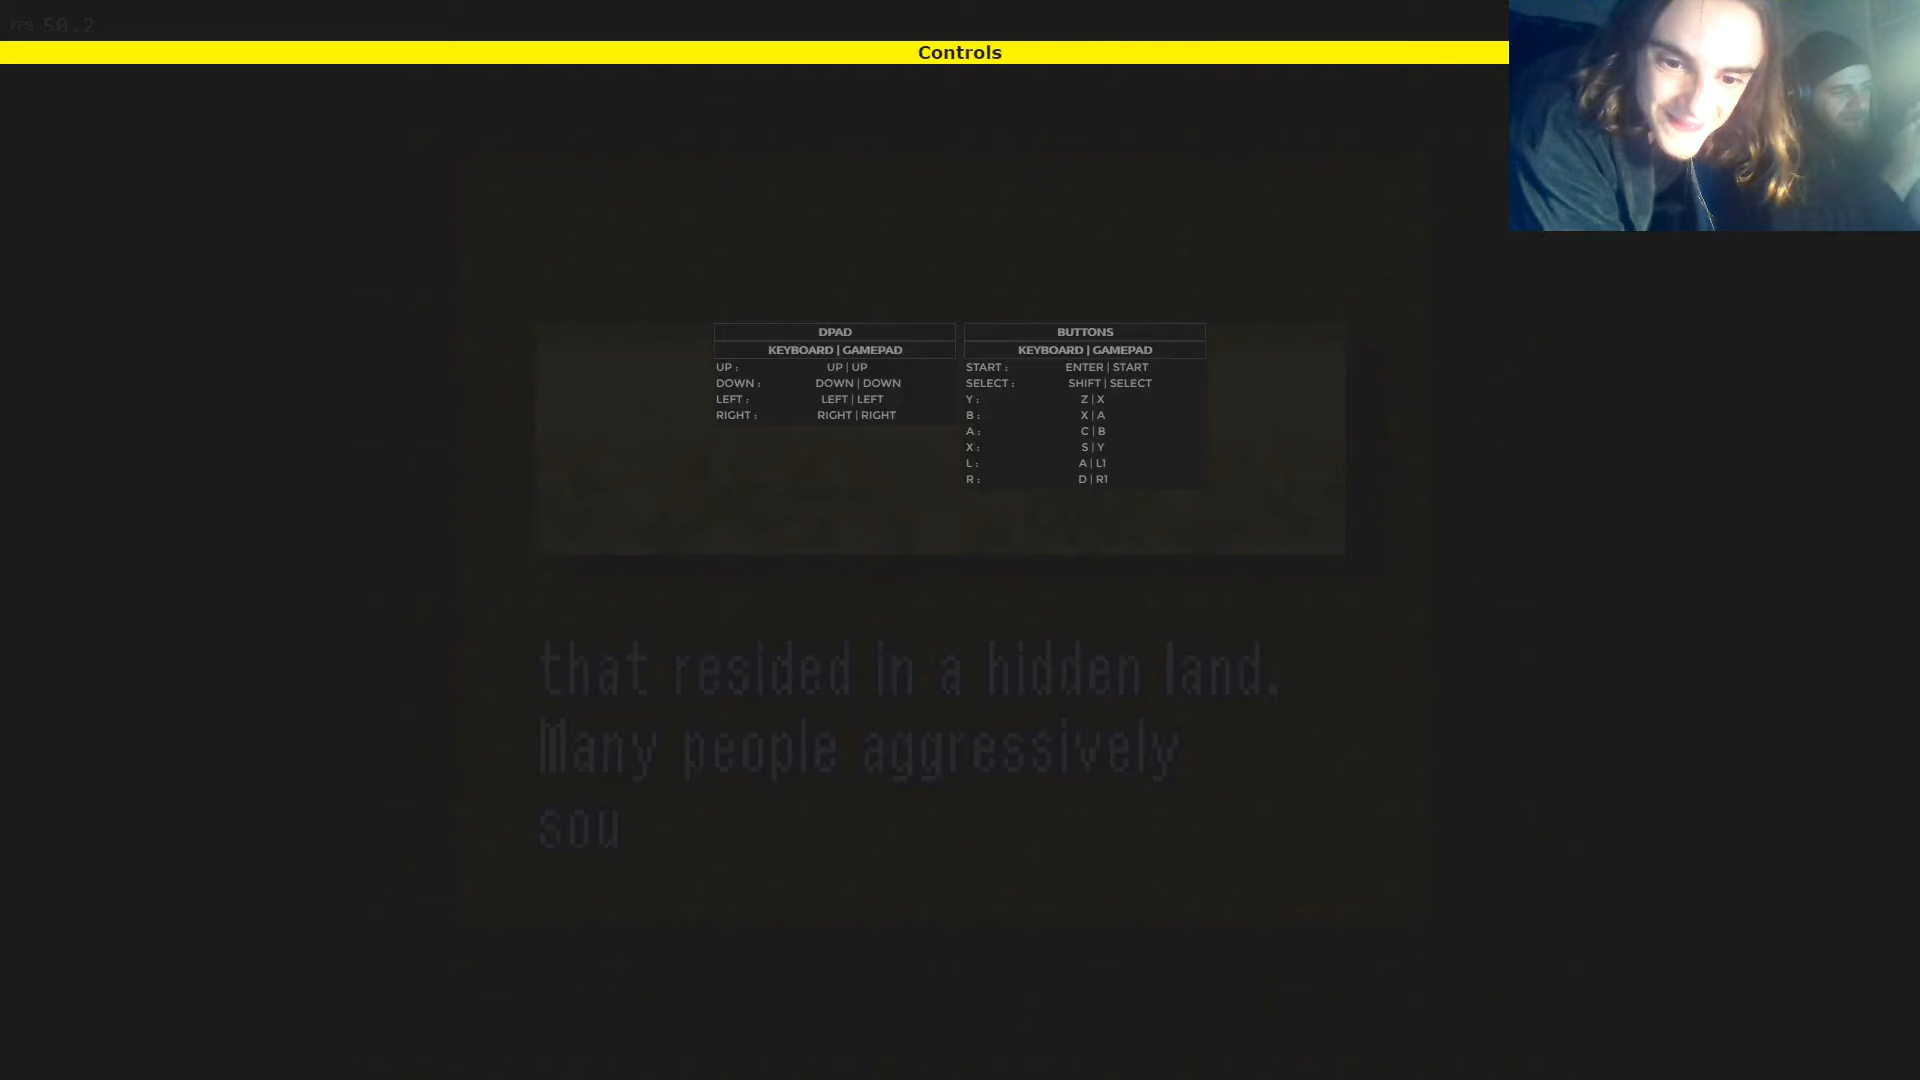 FPS 50.2
Controls
DPAD
KEYBOARD | GAMEPAD
UP : UP | UP
DOWN : DOWN | DOWN
LEFT : LEFT | LEFT
RIGHT : RIGHT | RIGHT
BUTTONS
KEYBOARD | GAMEPAD
START : ENTER | START
SELECT : SHIFT | SELECT
Y : Z | X
B : X | A
A : C | B
X : S | Y
L : A | L1
R : D | R1
that resided in a hidden land.
Many people aggressively
sou